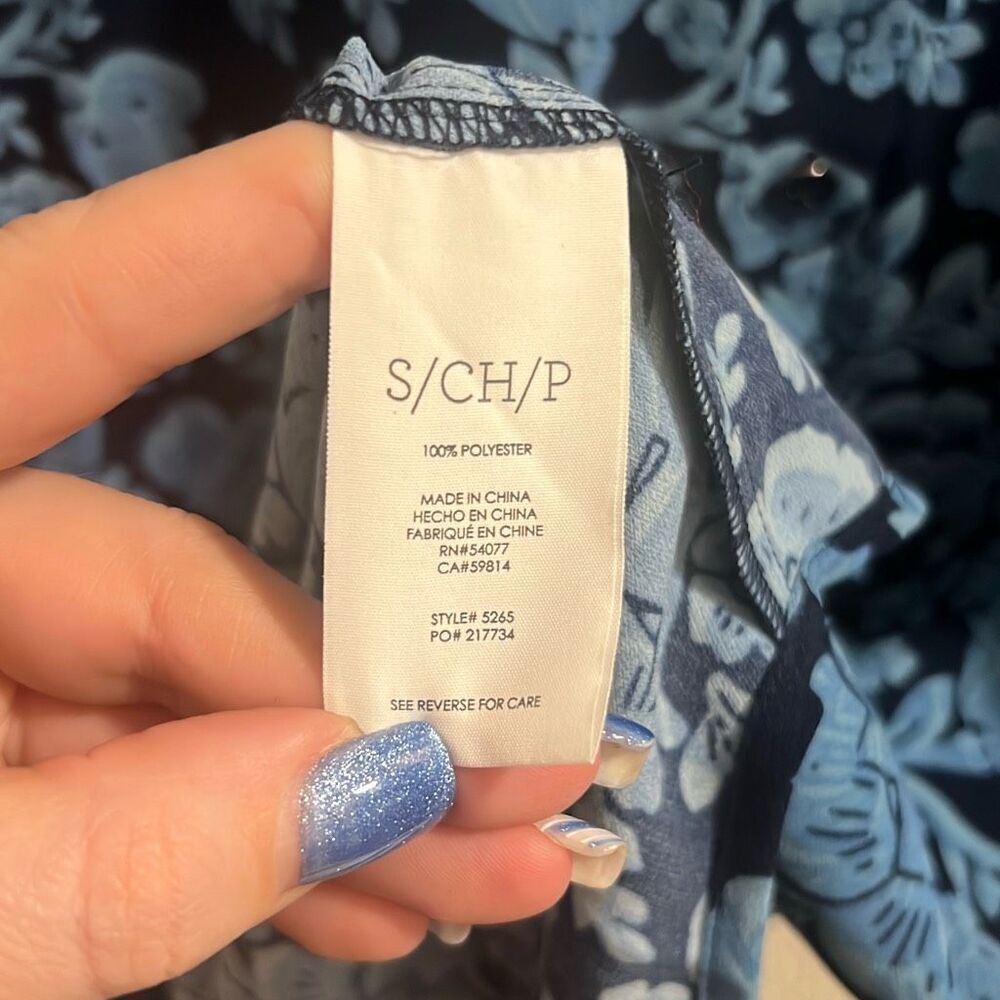 S/CH/P
100% POLYESTER
MADE IN CHINA
HECHO EN CHINA
FABRIQUÉ EN CHINE
RN#54077
CA#59814
STYLE# 5265
PO# 217734
SEE REVERSE FOR CARE